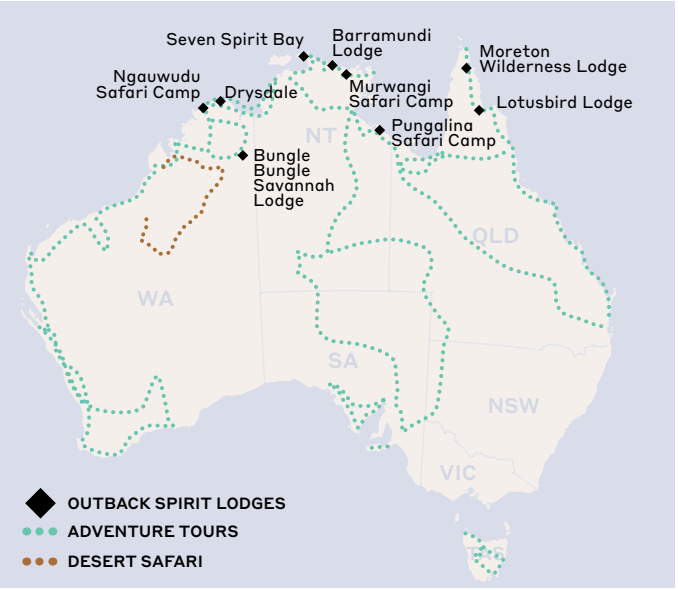 Seven Spirit Bay
Barramundi
Lodge
Moreton
Wilderness Lodge
Ngauwudu
Safari Camp
Drysdale
Murwangi
Safari Camp
Lotusbird Lodge
Pungalina
Safari Camp
NT
Bungle
Bungle
Savannah
Lodge
QLD
WA
SA
NSW
VIC
TAS
OUTBACK SPIRIT LODGES
ADVENTURE TOURS
DESERT SAFARI